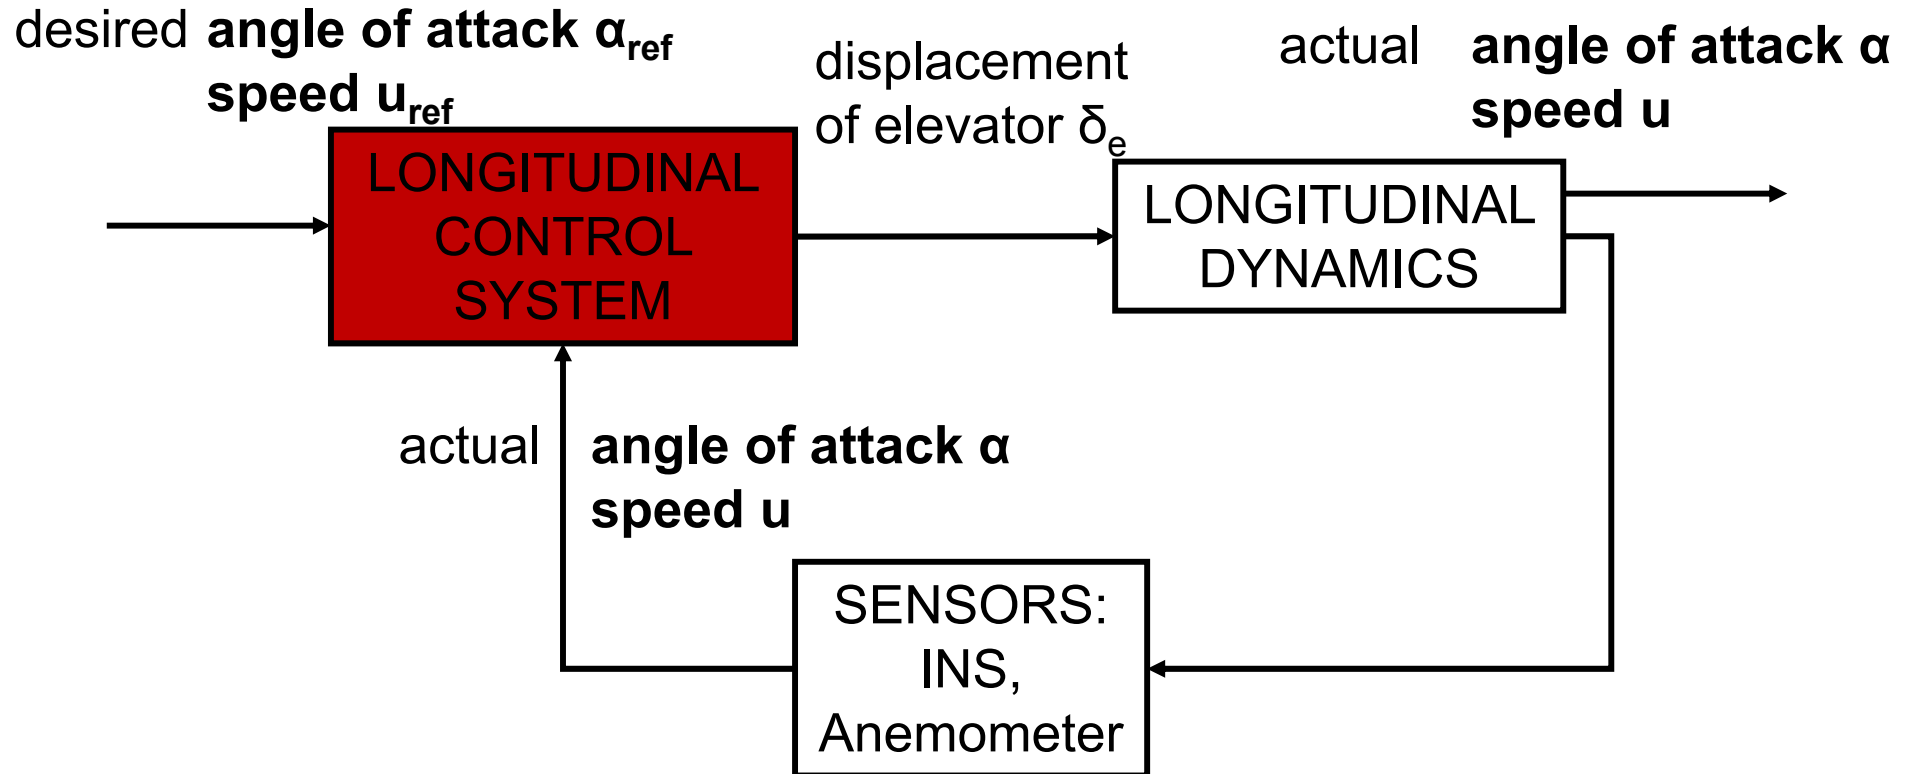 desired angle of attack αref
speed uref
displacement
of elevator δe
actual angle of attack α
speed u
LONGITUDINAL
CONTROL
SYSTEM
LONGITUDINAL
DYNAMICS
actual angle of attack α
speed u
SENSORS:
INS,
Anemometer